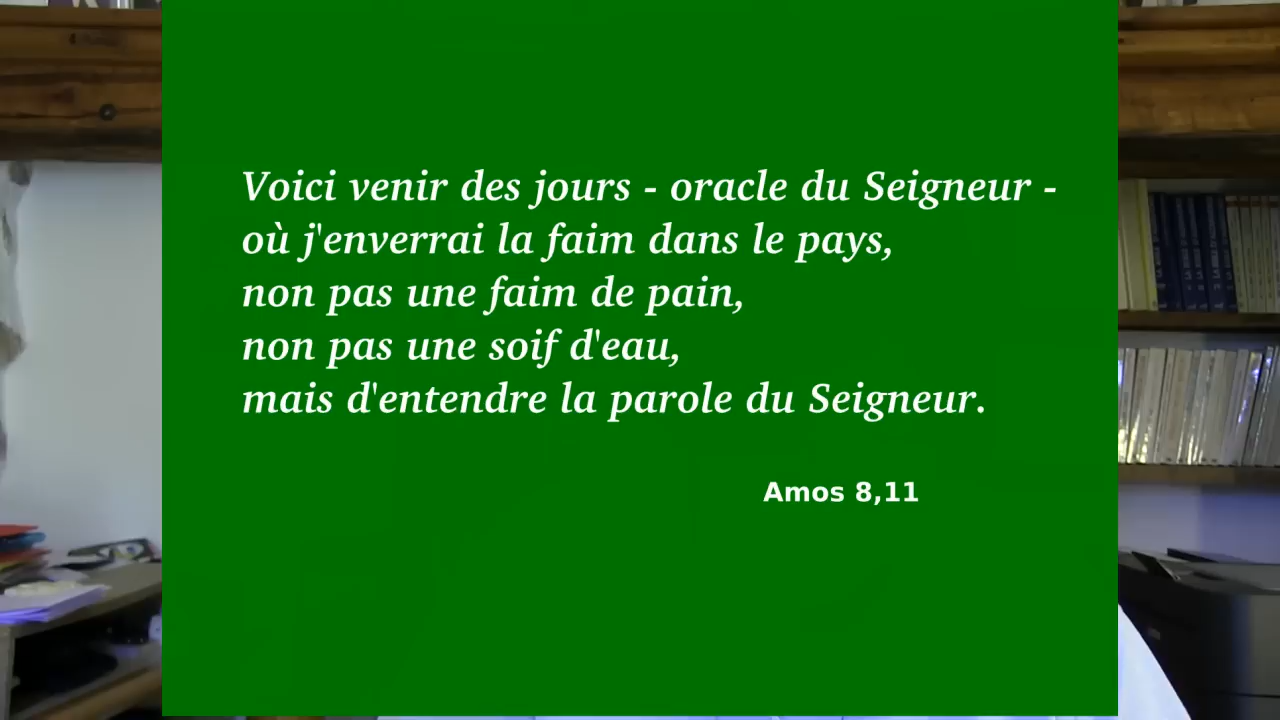 Voici venir des jours - oracle du Seigneur -
où j'enverrai la faim dans le pays,
non pas une faim de pain,
non pas une soif d'eau,
mais d'entendre la parole du Seigneur.
Amos 8,11